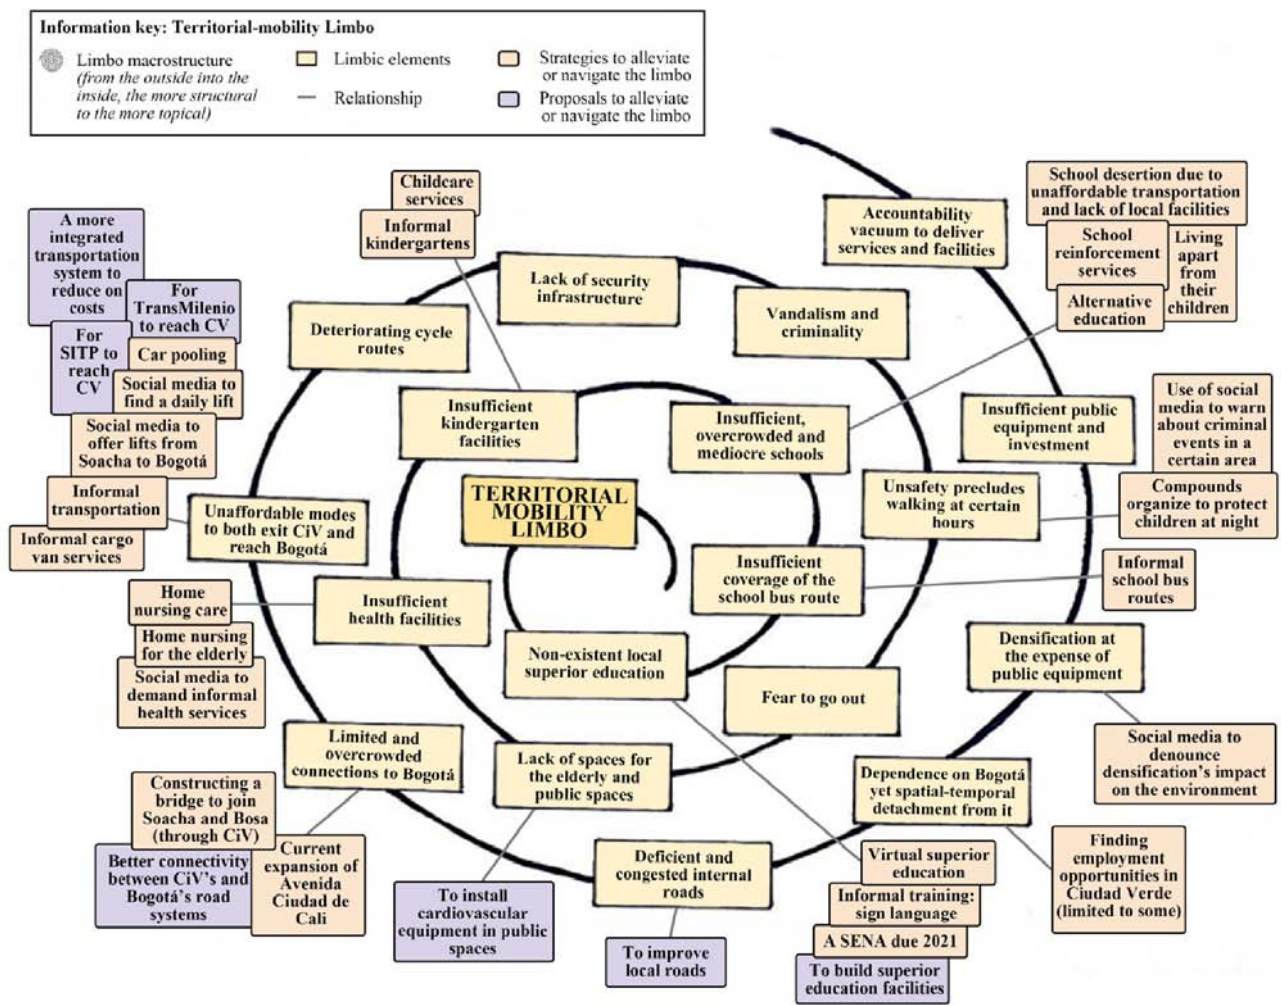 Information key: Territorial-mobility Limbo
Limbo macrostructure
(from the outside into the
inside, the more structural
to the more topical)
Limbic elements
Relationship
Strategies to alleviate
or navigate the limbo
Proposals to alleviate
or navigate the limbo
Childcare
services
Informal
kindergartens
A more
integrated
transportation
system to
reduce on
costs
For
TransMilenio
to reach CV
For
SITP to
reach
CV
Car pooling
Social media to
find a daily lift
Social media to
offer lifts from
Soacha to Bogotá
Informal
transportation
Informal cargo
van services
Accountability
vacuum to deliver
services and facilities
School desertion due to
unaffordable transportation
and lack of local facilities
School
reinforcement
services
Living
apart
from
their
children
Alternative
education
Lack of security
infrastructure
Vandalism and
criminality
Deteriorating cycle
routes
Insufficient
kindergarten
facilities
Insufficient,
overcrowded and
mediocre schools
Insufficient public
equipment and
investment
Use of social
media to warn
about criminal
events in a
certain area
Compounds
organize to protect
children at night
TERRITORIAL
MOBILITY
LIMBO
Unsafety precludes
walking at certain
hours
Unaffordable modes
to both exit CiV and
reach Bogotá
Insufficient
coverage of the
school bus route
Informal
school bus
routes
Home
nursing care
Home nursing
for the elderly
Social media to
demand informal
health services
Insufficient
health facilities
Non-existent local
superior education
Densification at
the expense of
public equipment
Fear to go out
Social media to
denounce
densification's impact
on the environment
Limited and
overcrowded
connections to Bogotá
Lack of spaces for
the elderly and
public spaces
Dependence on Bogotá
yet spatial-temporal
detachment from it
Constructing a
bridge to join
Soacha and Bosa
(through CiV)
Better connectivity
between CiV's and
Bogotá's road
systems
Current
expansion of
Avenida
Ciudad de
Cali
Deficient and
congested internal
roads
Finding
employment
opportunities in
Ciudad Verde
(limited to some)
To install
cardiovascular
equipment in public
spaces
To improve
local roads
Virtual superior
education
Informal training:
sign language
A SENA due 2021
To build superior
education facilities